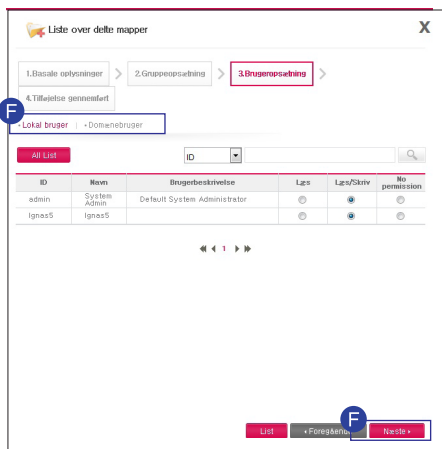 Liste over delte mapper
X
1.Basale oplysninger
2.Gruppeopsætning
3.Brugeropsætning
4.Tilføjelse gennemført
F
Lokal bruger | Domænebruger
All List
ID
ID Navn Brugerbeskrivelse Læs Læs/Skriv No permission
admin System Admin Default System Administrator
Ignas5 Ignas5
1
F
List
Næste